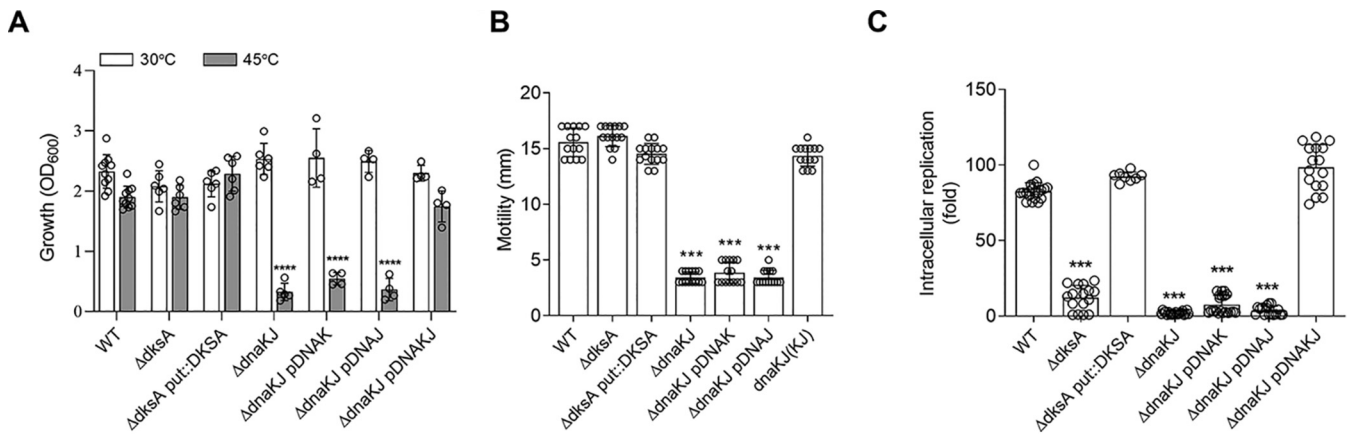 A
30ºC 45ºC
Growth (OD600)
4
3
2
1
0
**** **** ****
WT
ΔdksA
ΔdksA put::DKSA
ΔdnaKJ
ΔdnaKJ pDNAK
ΔdnaKJ pDNAJ
ΔdnaKJ pDNAKJ
B
Motility (mm)
20
15
10
5
0
*** *** ***
WT
ΔdksA
ΔdksA put::DKSA
ΔdnaKJ
ΔdnaKJ pDNAK
ΔdnaKJ pDNAJ
dnaKJ(KJ)
C
Intracellular replication
(fold)
150
100
50
0
*** *** *** ***
WT
ΔdksA
ΔdksA put::DKSA
ΔdnaKJ
ΔdnaKJ pDNAK
ΔdnaKJ pDNAJ
ΔdnaKJ pDNAKJ